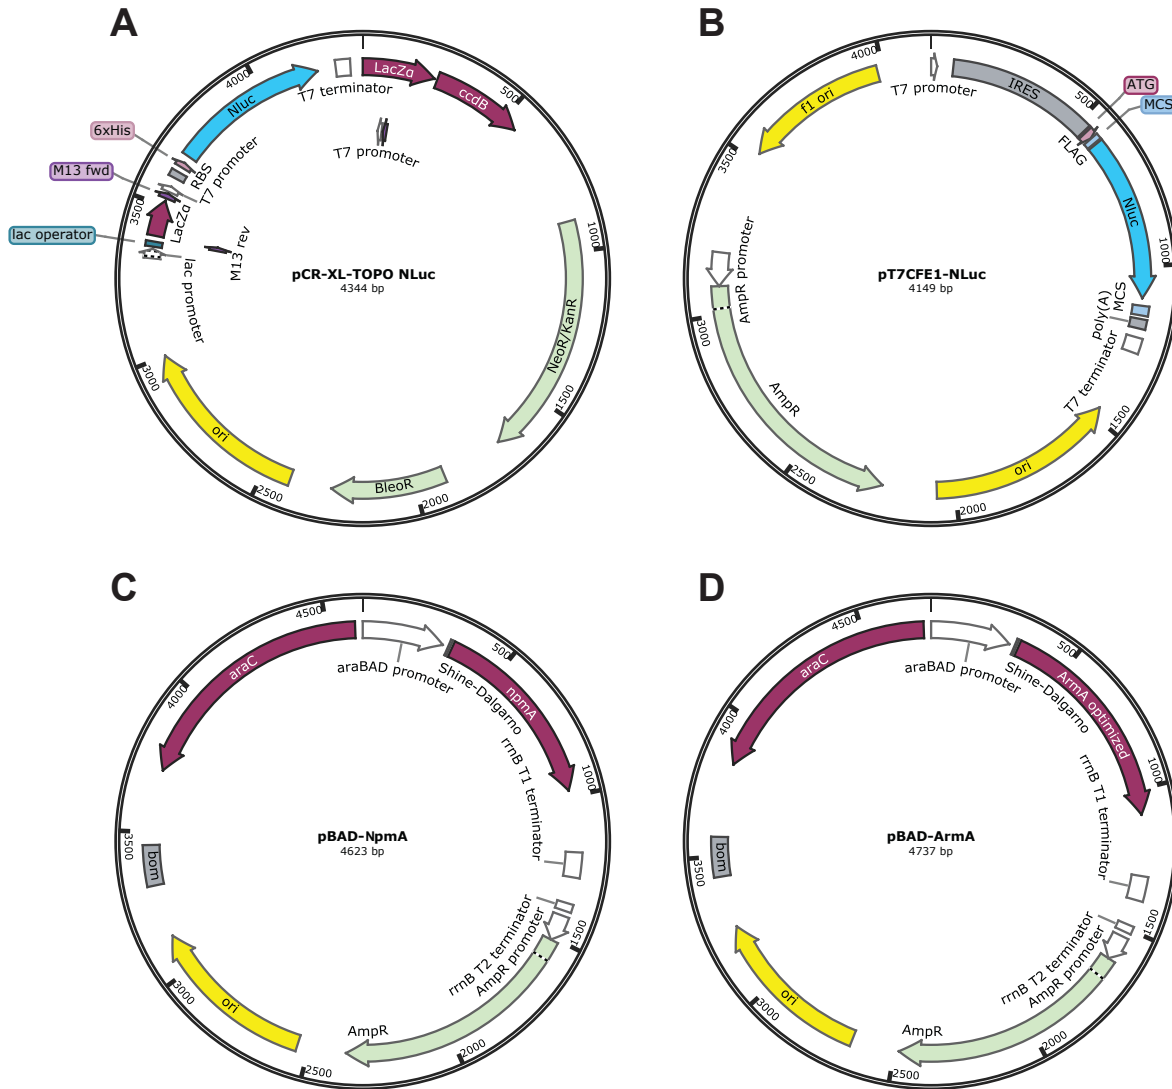 A
LacZα
ccdB
500
T7 terminator
T7 promoter
4000
Nluc
6xHis
RBS
T7 promoter
M13 fwd
3500
LacZα
lac operator
M13 rev
lac promoter
pCR-XL-TOPO NLuc
4344 bp
1000
NeoR/KanR
1500
3000
ori
2500
BleoR
2000
B
4000
f1 ori
T7 promoter
IRES
500
ATG
MCS
FLAG
3500
Nluc
1000
AmpR promoter
pT7CFE1-NLuc
4149 bp
MCS
poly(A)
T7 terminator
3000
AmpR
1500
2500
ori
2000
C
4500
araC
araBAD promoter
Shine-Dalgarno
500
npmA
4000
rrnB T1 terminator
1000
pBAD-NpmA
4623 bp
3500
bom
rrnB T2 terminator
AmpR promoter
1500
3000
ori
AmpR
2000
2500
D
4500
araC
araBAD promoter
Shine-Dalgarno
500
ArmA optimized
4000
rrnB T1 terminator
1000
pBAD-ArmA
4737 bp
3500
bom
rrnB T2 terminator
AmpR promoter
1500
3000
ori
AmpR
2000
2500